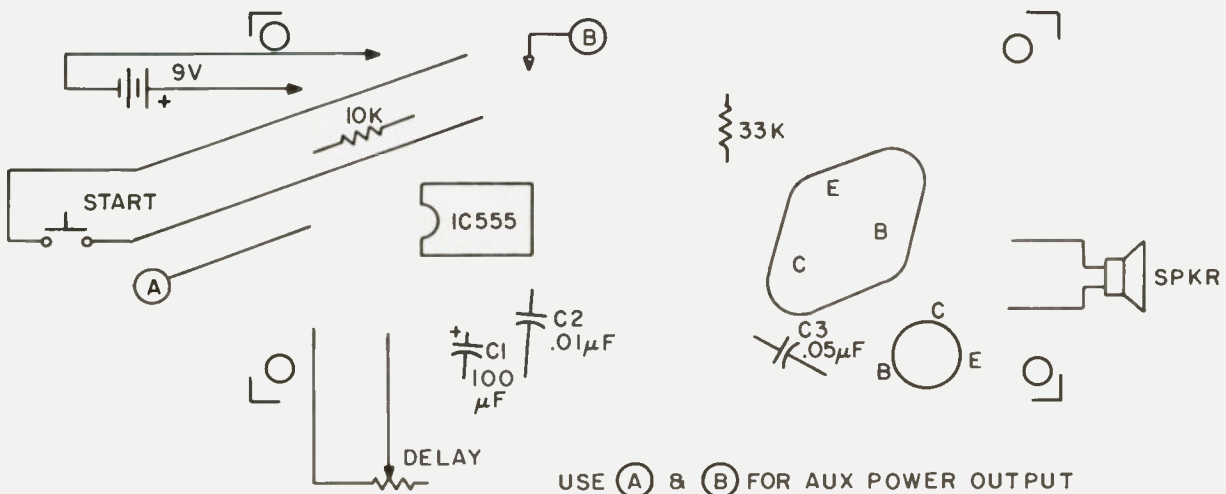 B
9V
+
10K
33K
START
E
IC555
B
C
A
SPKR
C
C2
.01µF
+
C1
100
µF
C3
.05µF
B
E
DELAY
USE A & B FOR AUX POWER OUTPUT